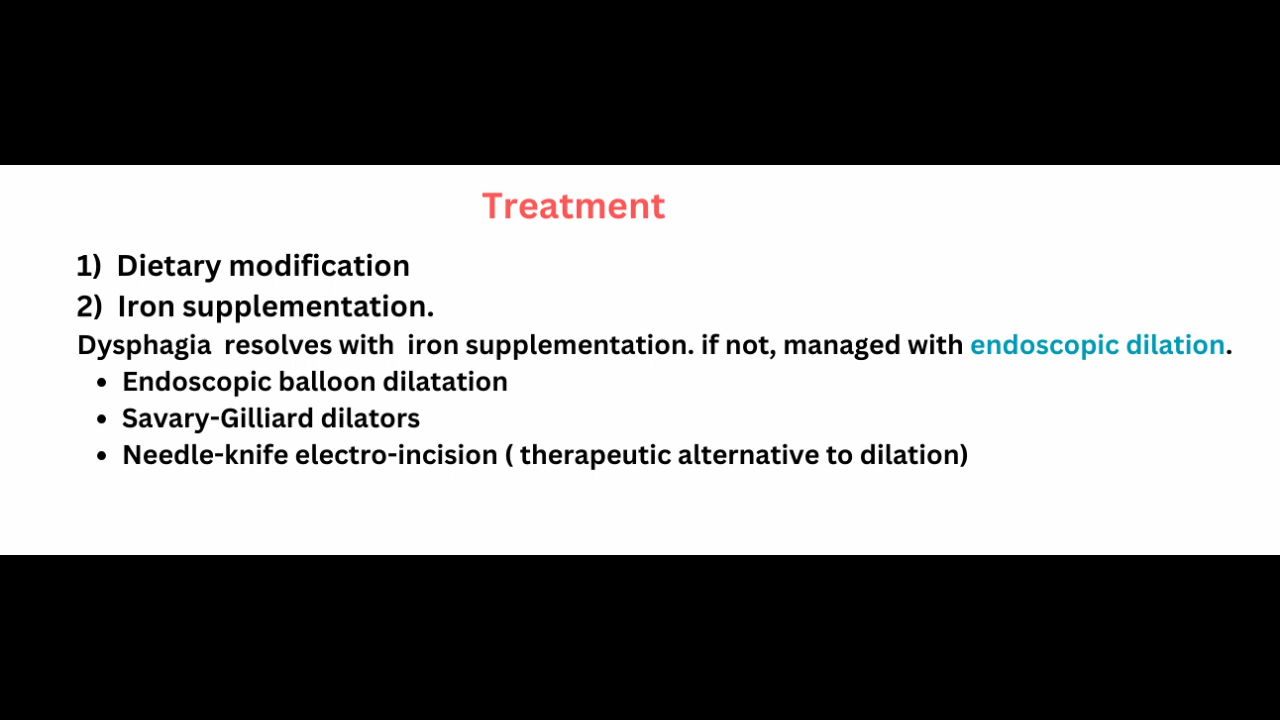 Treatment
1) Dietary modification
2) Iron supplementation.
Dysphagia resolves with iron supplementation. if not, managed with endoscopic dilation.
• Endoscopic balloon dilatation
• Savary-Gilliard dilators
• Needle-knife electro-incision ( therapeutic alternative to dilation)